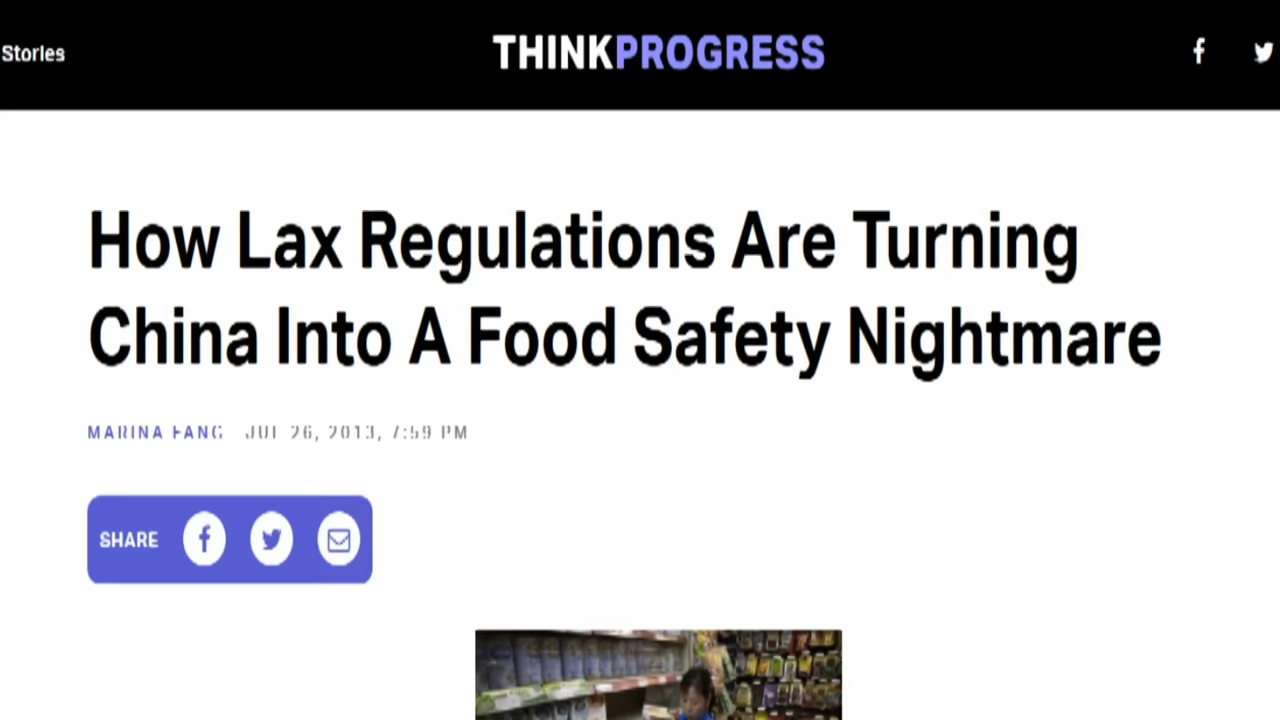 Stories
THINKPROGRESS
How Lax Regulations Are Turning
China Into A Food Safety Nightmare
MARINA FANG JUL 26, 2013, 7:59 PM
SHARE